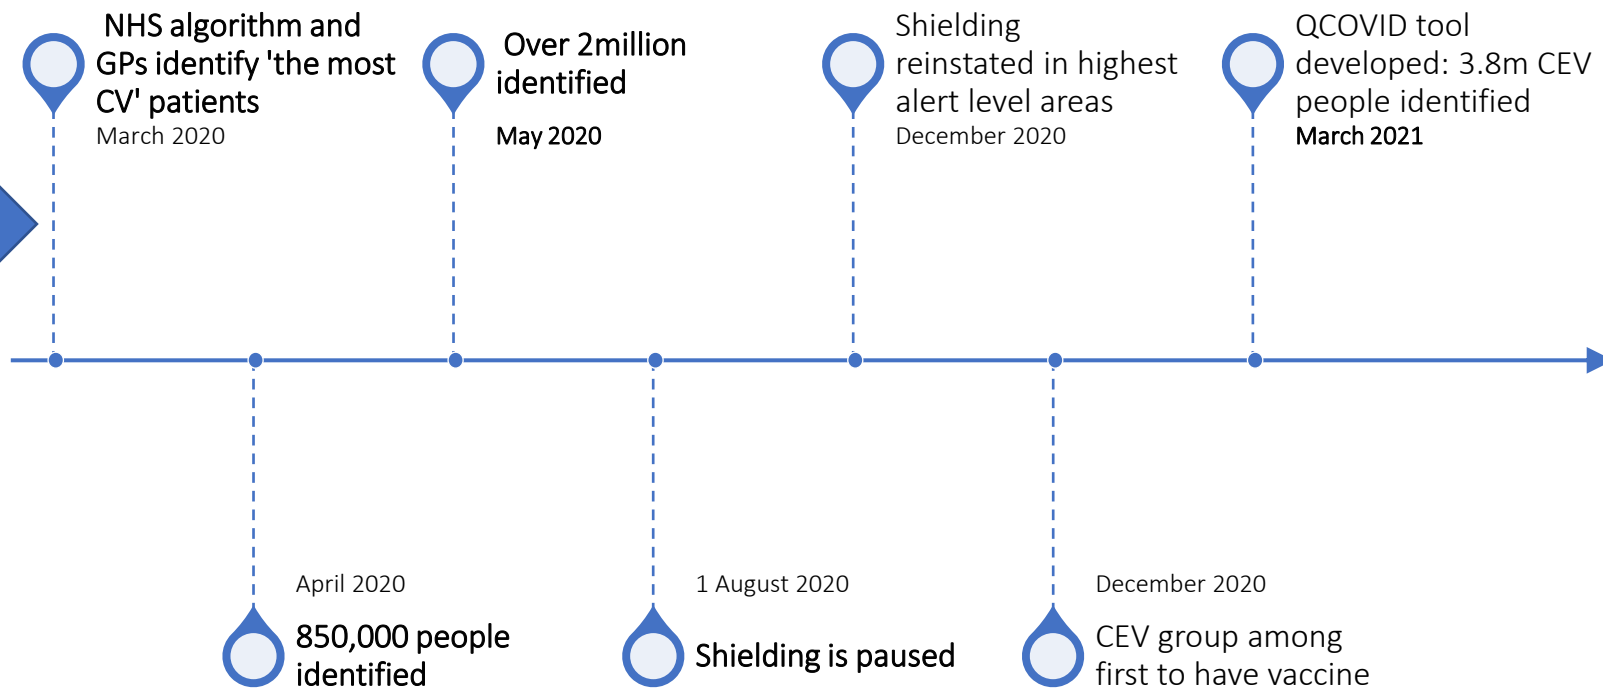 NHS algorithm and
GPs identify 'the most
CV' patients
March 2020
April 2020
850,000 people
identified
Over 2million
identified
May 2020
1 August 2020
Shielding is paused
Shielding
reinstated in highest
alert level areas
December 2020
December 2020
CEV group among
first to have vaccine
QCOVID tool
developed: 3.8m CEV
people identified
March 2021